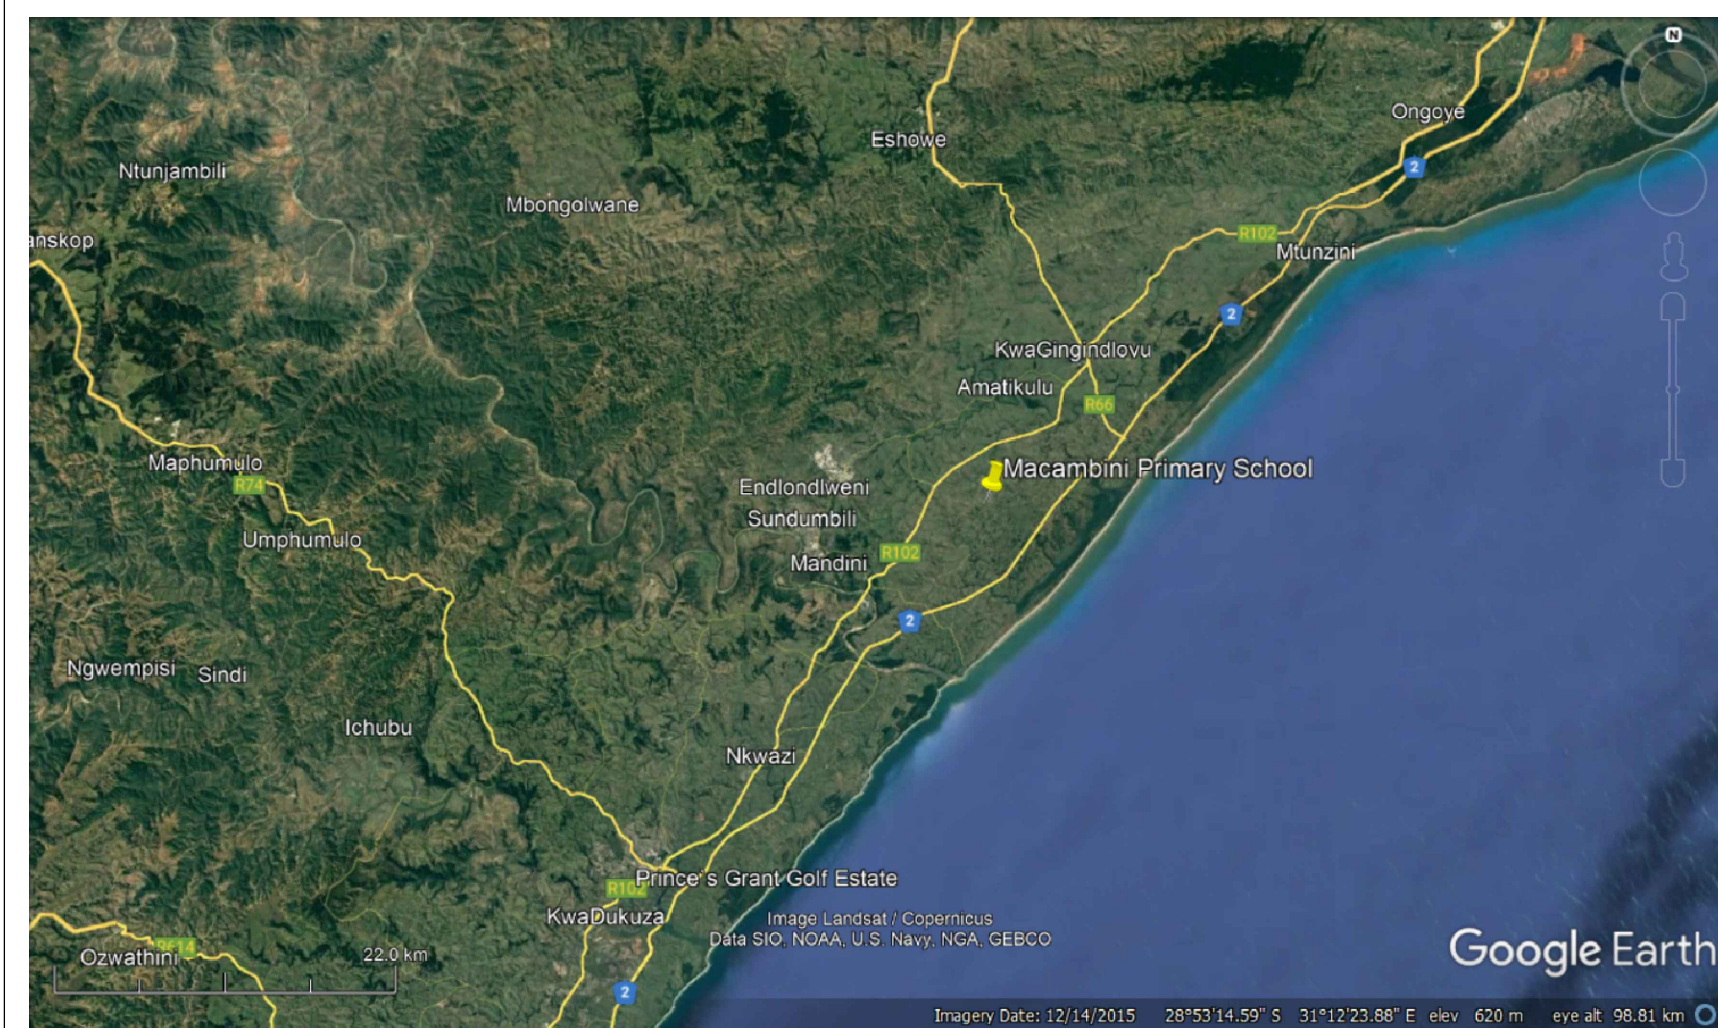 N
Ongoye
Eshowe
2
Ntunjambili
Mbongolwane
anskop
R102
Mtunzini
2
KwaGingindlovu
Amatikulu
R66
Maphumulo
Macambini Primary School
R74
Endlondlweni
Sundumbili
Umphumulo
R102
Mandini
2
Ngwempisi
Sindi
Ichubu
Nkwazi
Prince's Grant Golf Estate
R102
KwaDukuza
Image Landsat / Copernicus
Data SIO, NOAA, U.S. Navy, NGA, GEBCO
R614
Ozwathini
22.0 km
Google Earth
2
Imagery Date: 12/14/2015 28°53'14.59" S 31°12'23.88" E elev 620 m eye alt 98.81 km